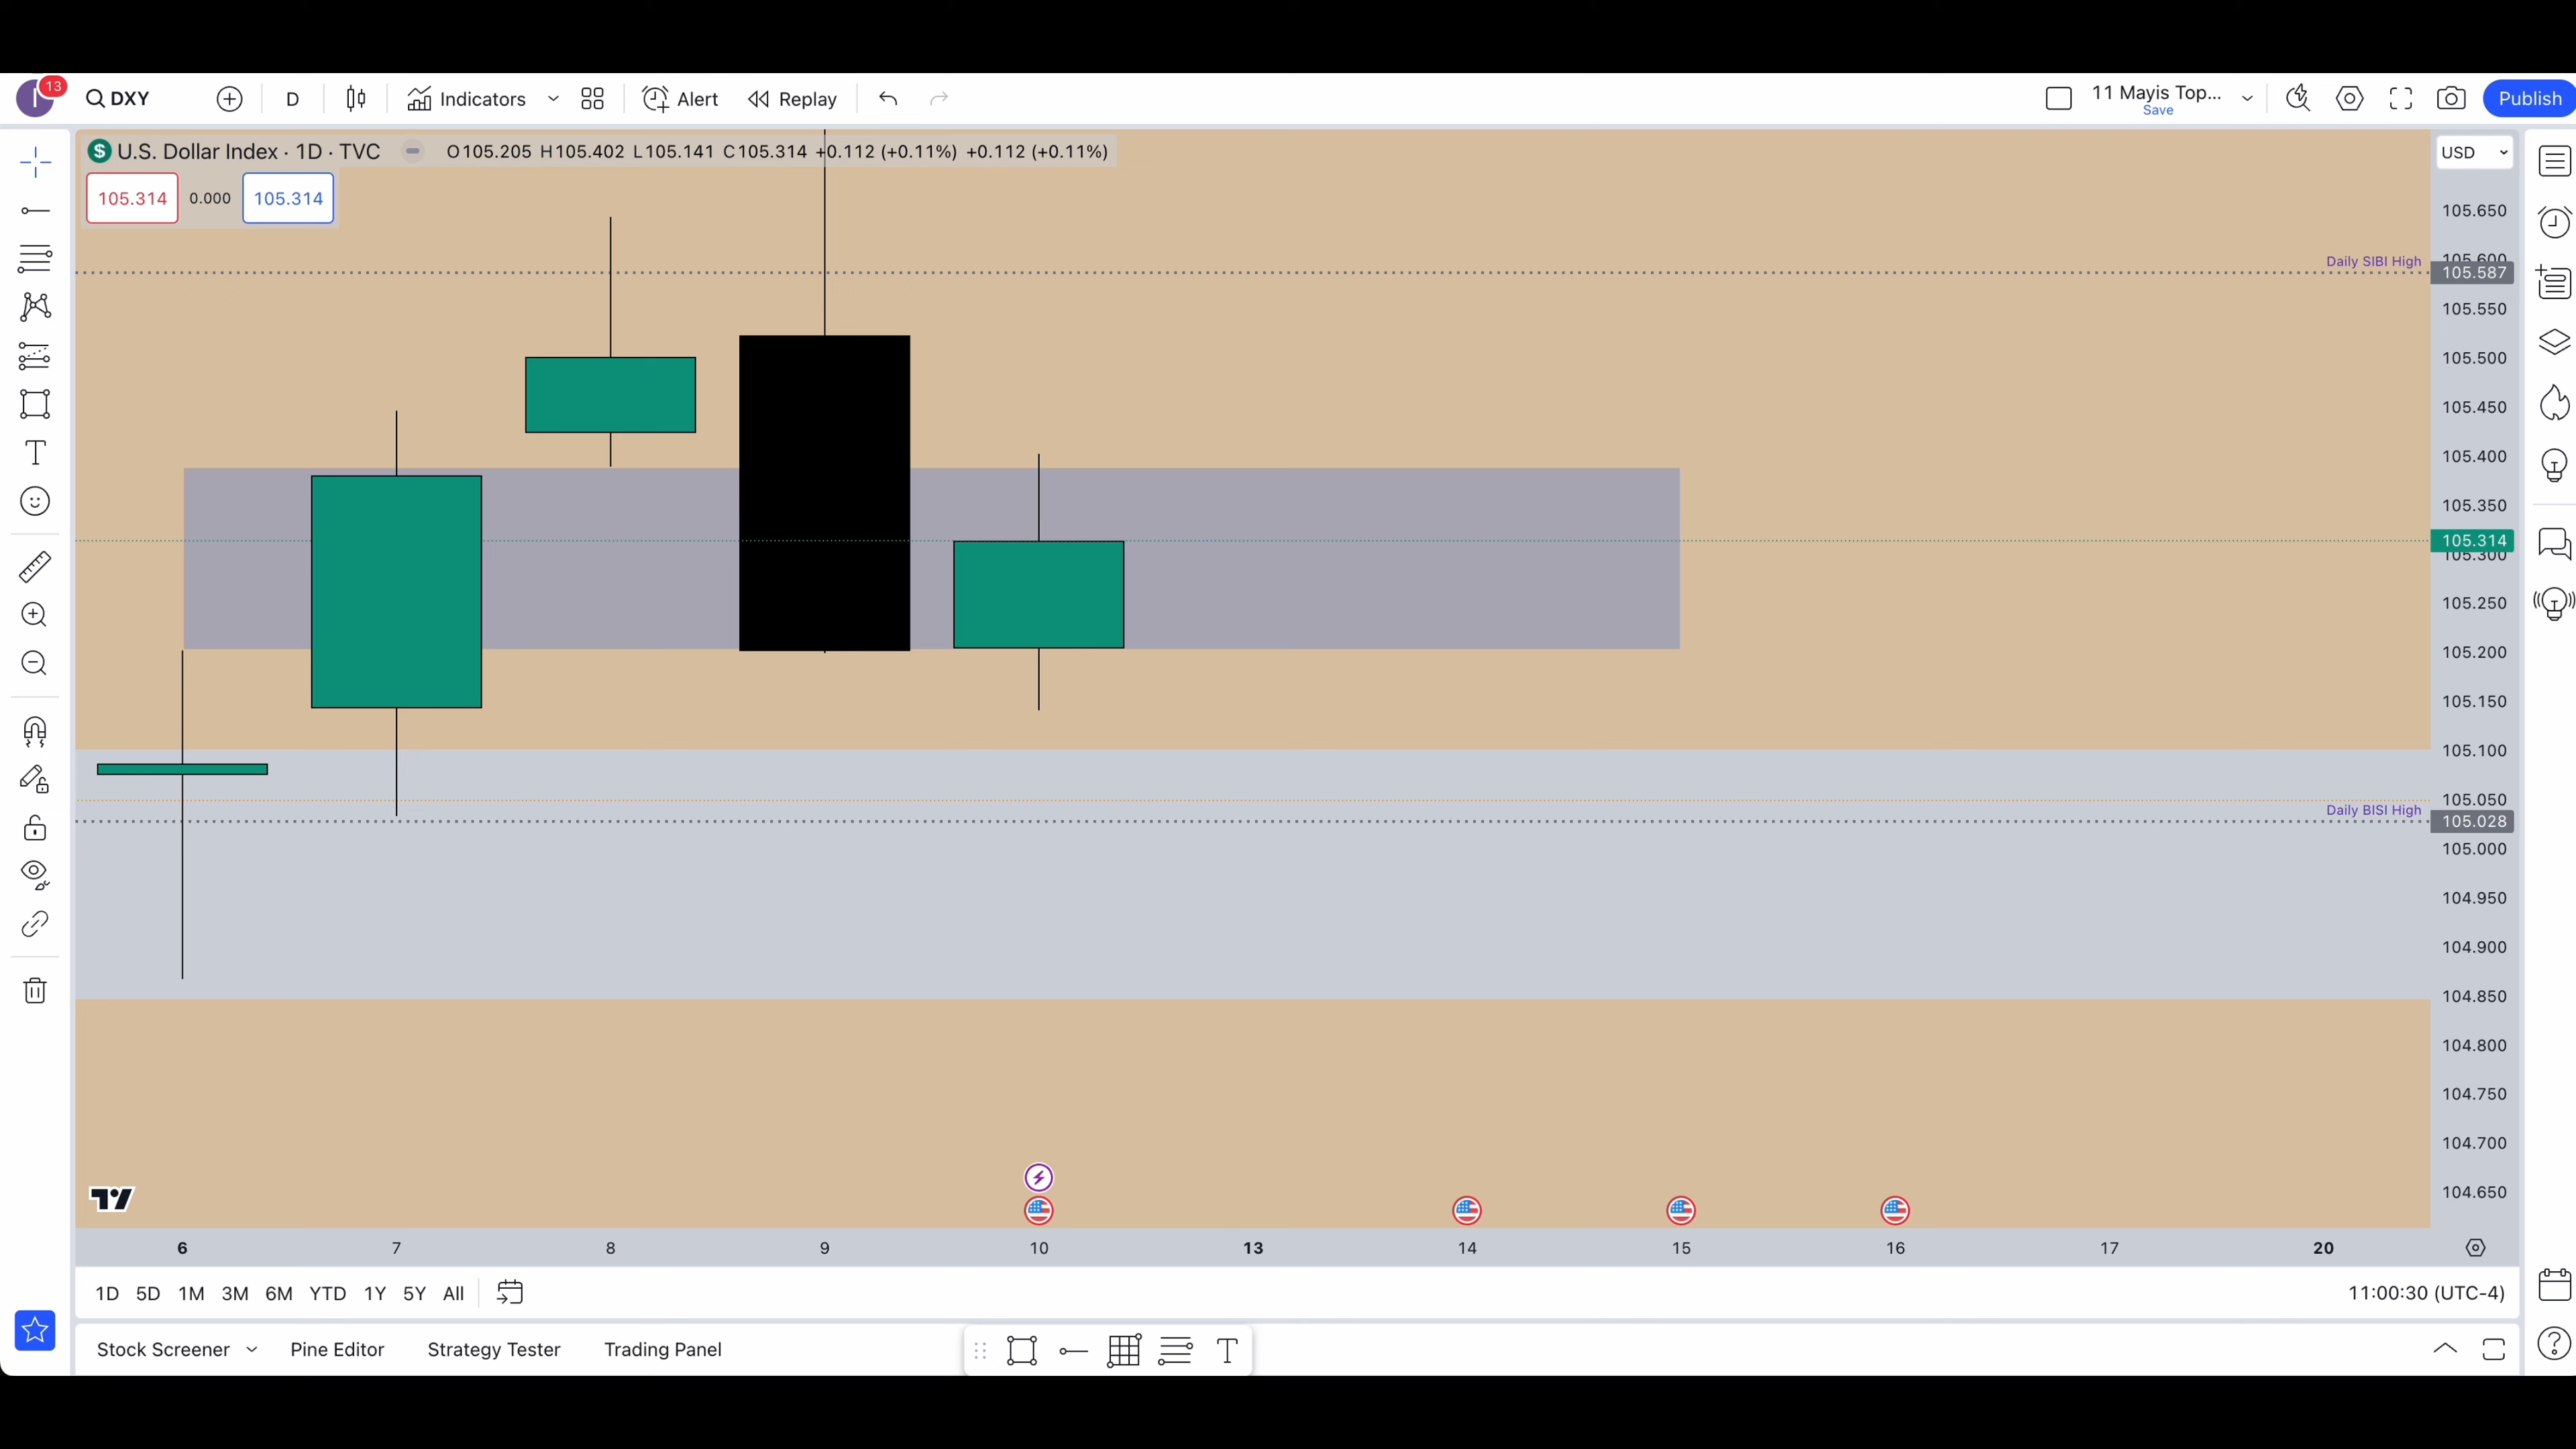 13
DXY
D
Indicators
Alert
Replay
11 Mayis Top...
Save
Publish
U.S. Dollar Index · 1D · TVC
O105.205 H105.402 L105.141 C105.314 +0.112 (+0.11%) +0.112 (+0.11%)
105.314
0.000
105.314
USD
105.650
Daily SIBI High
105.600
105.587
105.550
105.500
105.450
105.400
105.350
105.314
105.300
105.250
105.200
105.150
105.100
105.050
Daily BISI High
105.028
105.000
104.950
104.900
104.850
104.800
104.750
104.700
104.650
6 7 8 9 10 13 14 15 16 17 20
1D 5D 1M 3M 6M YTD 1Y 5Y All
11:00:30 (UTC-4)
Stock Screener
Pine Editor
Strategy Tester
Trading Panel